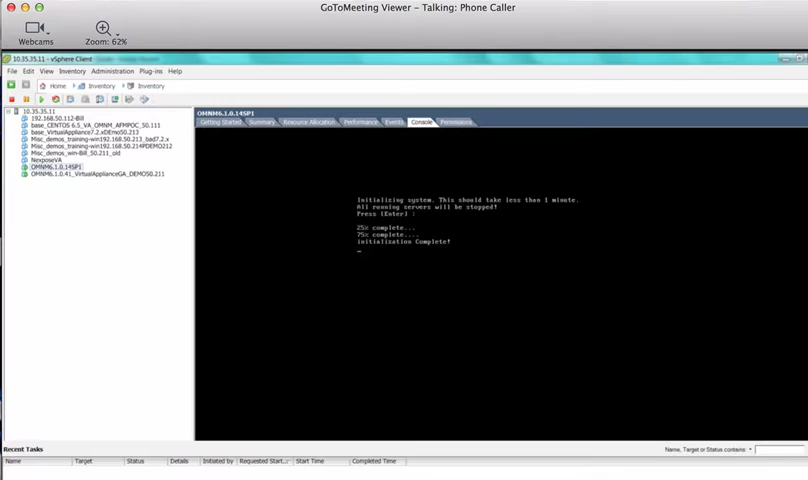 GoToMeeting Viewer - Talking: Phone Caller
Webcams
Zoom: 62%
10.35.35.11 - vSphere Client
File Edit View Inventory Administration Plug-ins Help
Home Inventory Inventory
10.35.35.11
192.168.50.112-Bill
base_CENTOS 6.5_VA_OMNM_AFMPOC_50.111
base_VirtualAppliance7.2.xDEmo50.213
Misc_demos_training-win192.168.50.213_bad7.2.x
Misc_demos_training-win192.168.50.214PDEMO212
Misc_demos_win-Bill_50.211_old
NexposeVA
OMNM6.1.0.14SP1
OMNM6.1.0.41_VirtualApplianceGA_DEMO50.211
OMNM6.1.0.14SP1
Getting Started Summary Resource Allocation Performance Events Console Permissions
Initializing system. This should take less than 1 minute.
All running servers will be stopped!
Press [Enter] :
25% complete...
75% complete....
initialization Complete!
Recent Tasks
Name, Target or Status contains:
Name Target Status Details Initiated by Requested Start... Start Time Completed Time